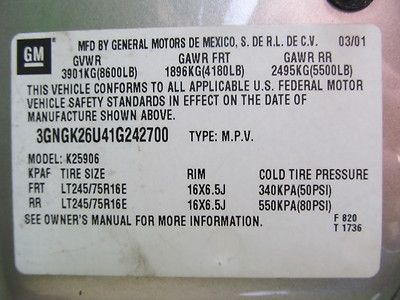 GM
MFD BY GENERAL MOTORS DE MEXICO, S. DE R.L. DE C.V. 03/01
GVWR GAWR FRT GAWR RR
3901KG(8600LB) 1896KG(4180LB) 2495KG(5500LB)
THIS VEHICLE CONFORMS TO ALL APPLICABLE U.S. FEDERAL MOTOR
VEHICLE SAFETY STANDARDS IN EFFECT ON THE DATE OF
MANUFACTURE SHOWN ABOVE.
3GNGK26U41G242700 TYPE: M.P.V.
MODEL: K25906
KPAF TIRE SIZE RIM COLD TIRE PRESSURE
FRT LT245/75R16E 16X6.5J 340KPA(50PSI)
RR LT245/75R16E 16X6.5J 550KPA(80PSI)
SEE OWNER'S MANUAL FOR MORE INFORMATION. F 820
T 1736